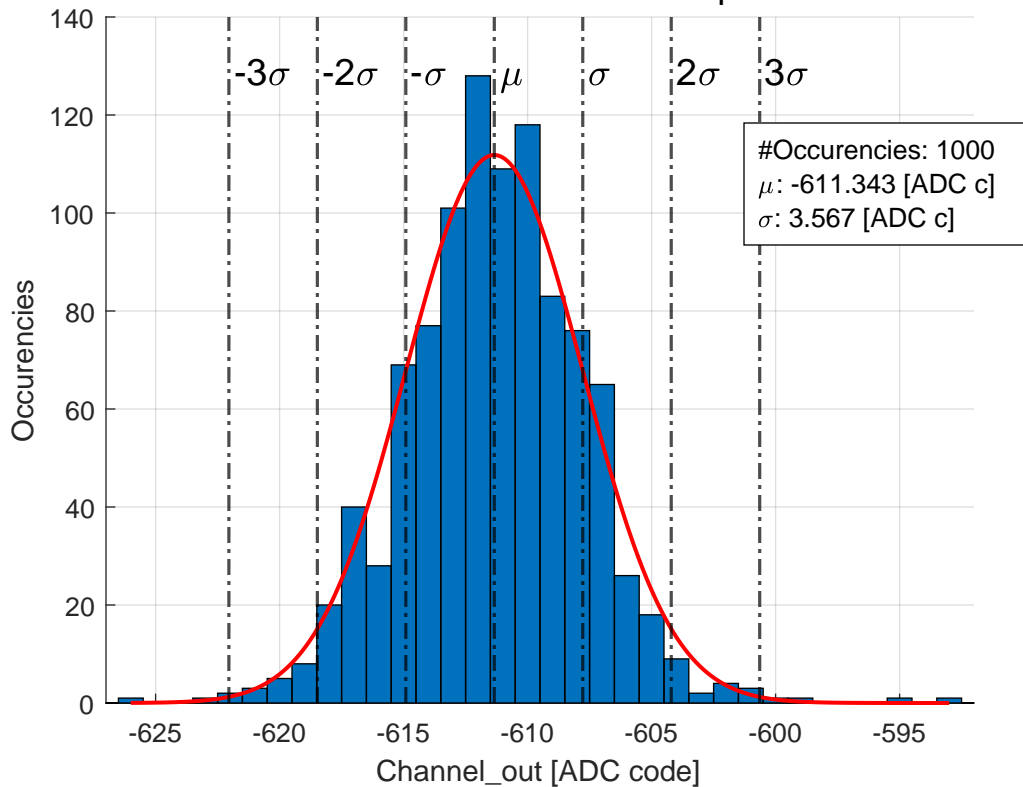 140
120
100
80
60
40
20
0
-3σ
-2σ
-σ
μ
σ
2σ
3σ
#Occurencies: 1000
μ: -611.343 [ADC c]
σ: 3.567 [ADC c]
Occurencies
-625
-620
-615
-610
-605
-600
-595
Channel_out [ADC code]